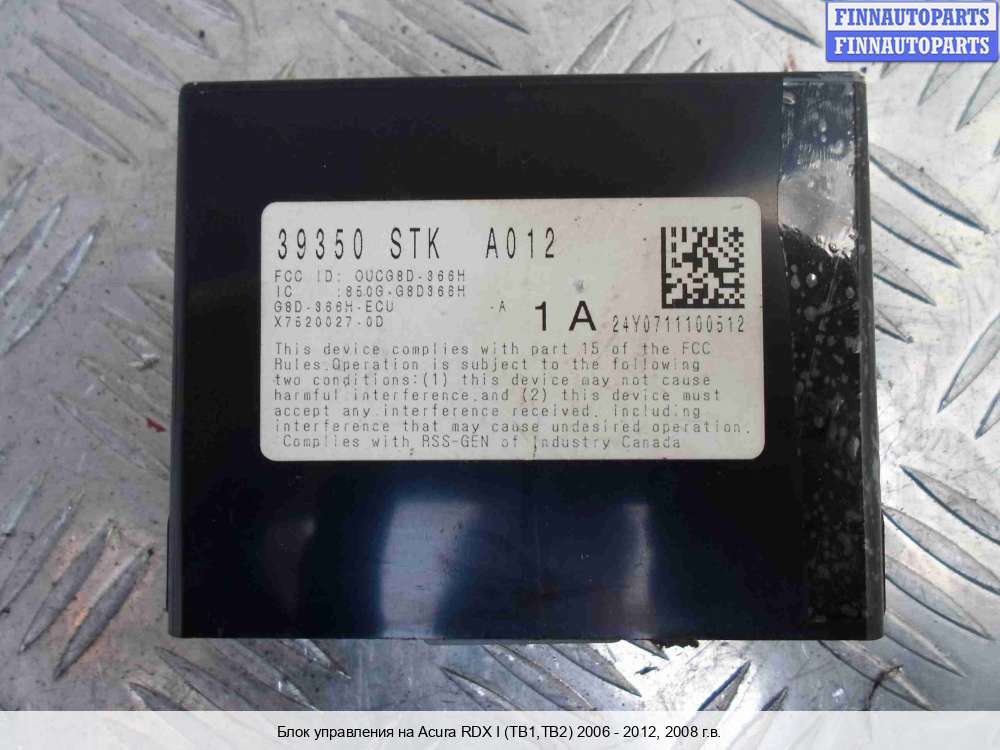 FINNAUTOPARTS
FINNAUTOPARTS
39350 STK A012
FCC ID: OUCG8D-366H
IC :850G-G8D366H
G8D-366H-ECU -A
X7620027-0D
1 A 24Y0711100512
This device complies with part 15 of the FCC
Rules.Operation is subject to the following
two conditions:(1) this device may not cause
harmful interference,and (2) this device must
accept any interference received, including
interference that may cause undesired operation.
Complies with RSS-GEN of Industry Canada
Блок управления на Acura RDX I (TB1,TB2) 2006 - 2012, 2008 г.в.